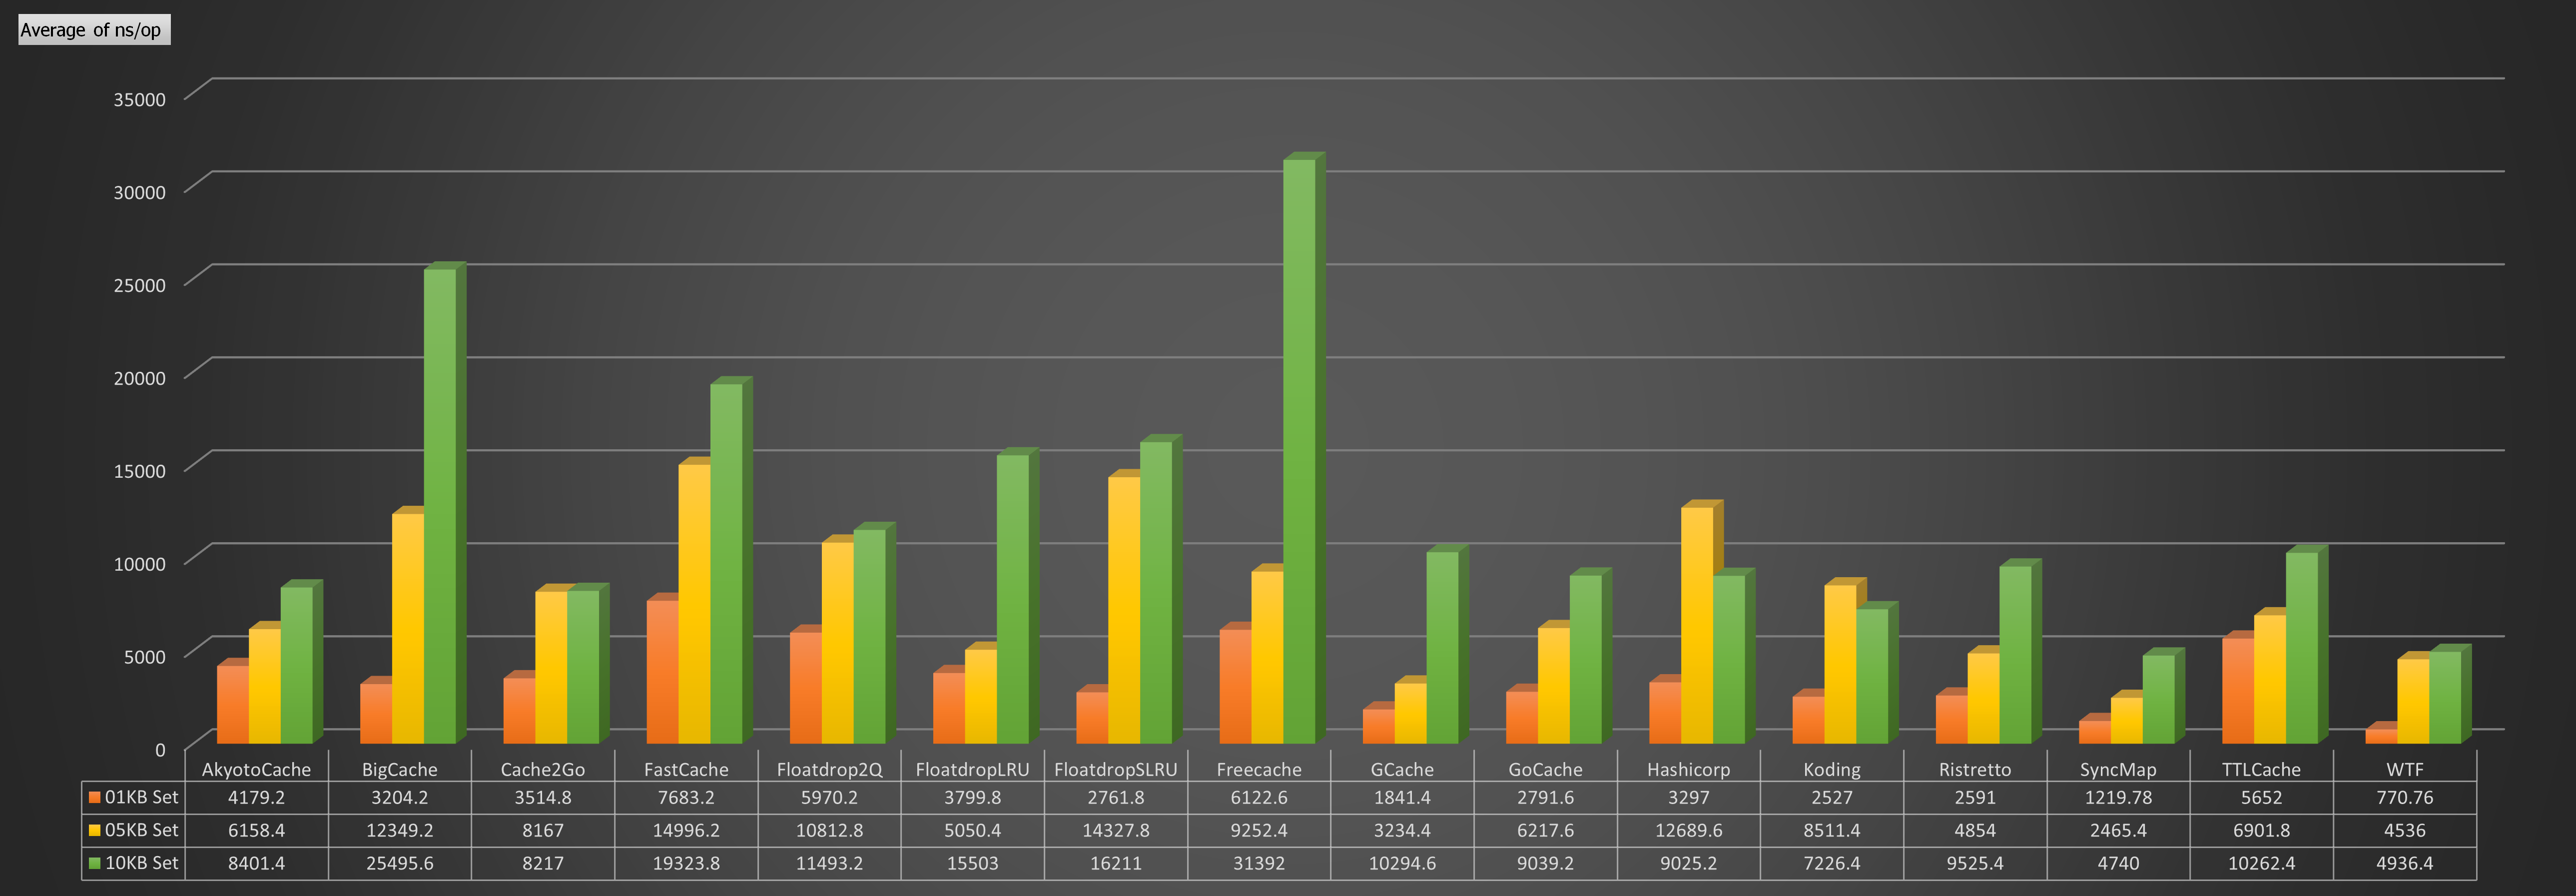 Average of ns/op
35000
30000
25000
20000
15000
10000
5000
0
AkyotoCache BigCache Cache2Go FastCache Floatdrop2Q FloatdropLRU FloatdropSLRU Freecache GCache GoCache Hashicorp Koding Ristretto SyncMap TTLCache WTF
01KB Set 4179.2 3204.2 3514.8 7683.2 5970.2 3799.8 2761.8 6122.6 1841.4 2791.6 3297 2527 2591 1219.78 5652 770.76
05KB Set 6158.4 12349.2 8167 14996.2 10812.8 5050.4 14327.8 9252.4 3234.4 6217.6 12689.6 8511.4 4854 2465.4 6901.8 4536
10KB Set 8401.4 25495.6 8217 19323.8 11493.2 15503 16211 31392 10294.6 9039.2 9025.2 7226.4 9525.4 4740 10262.4 4936.4